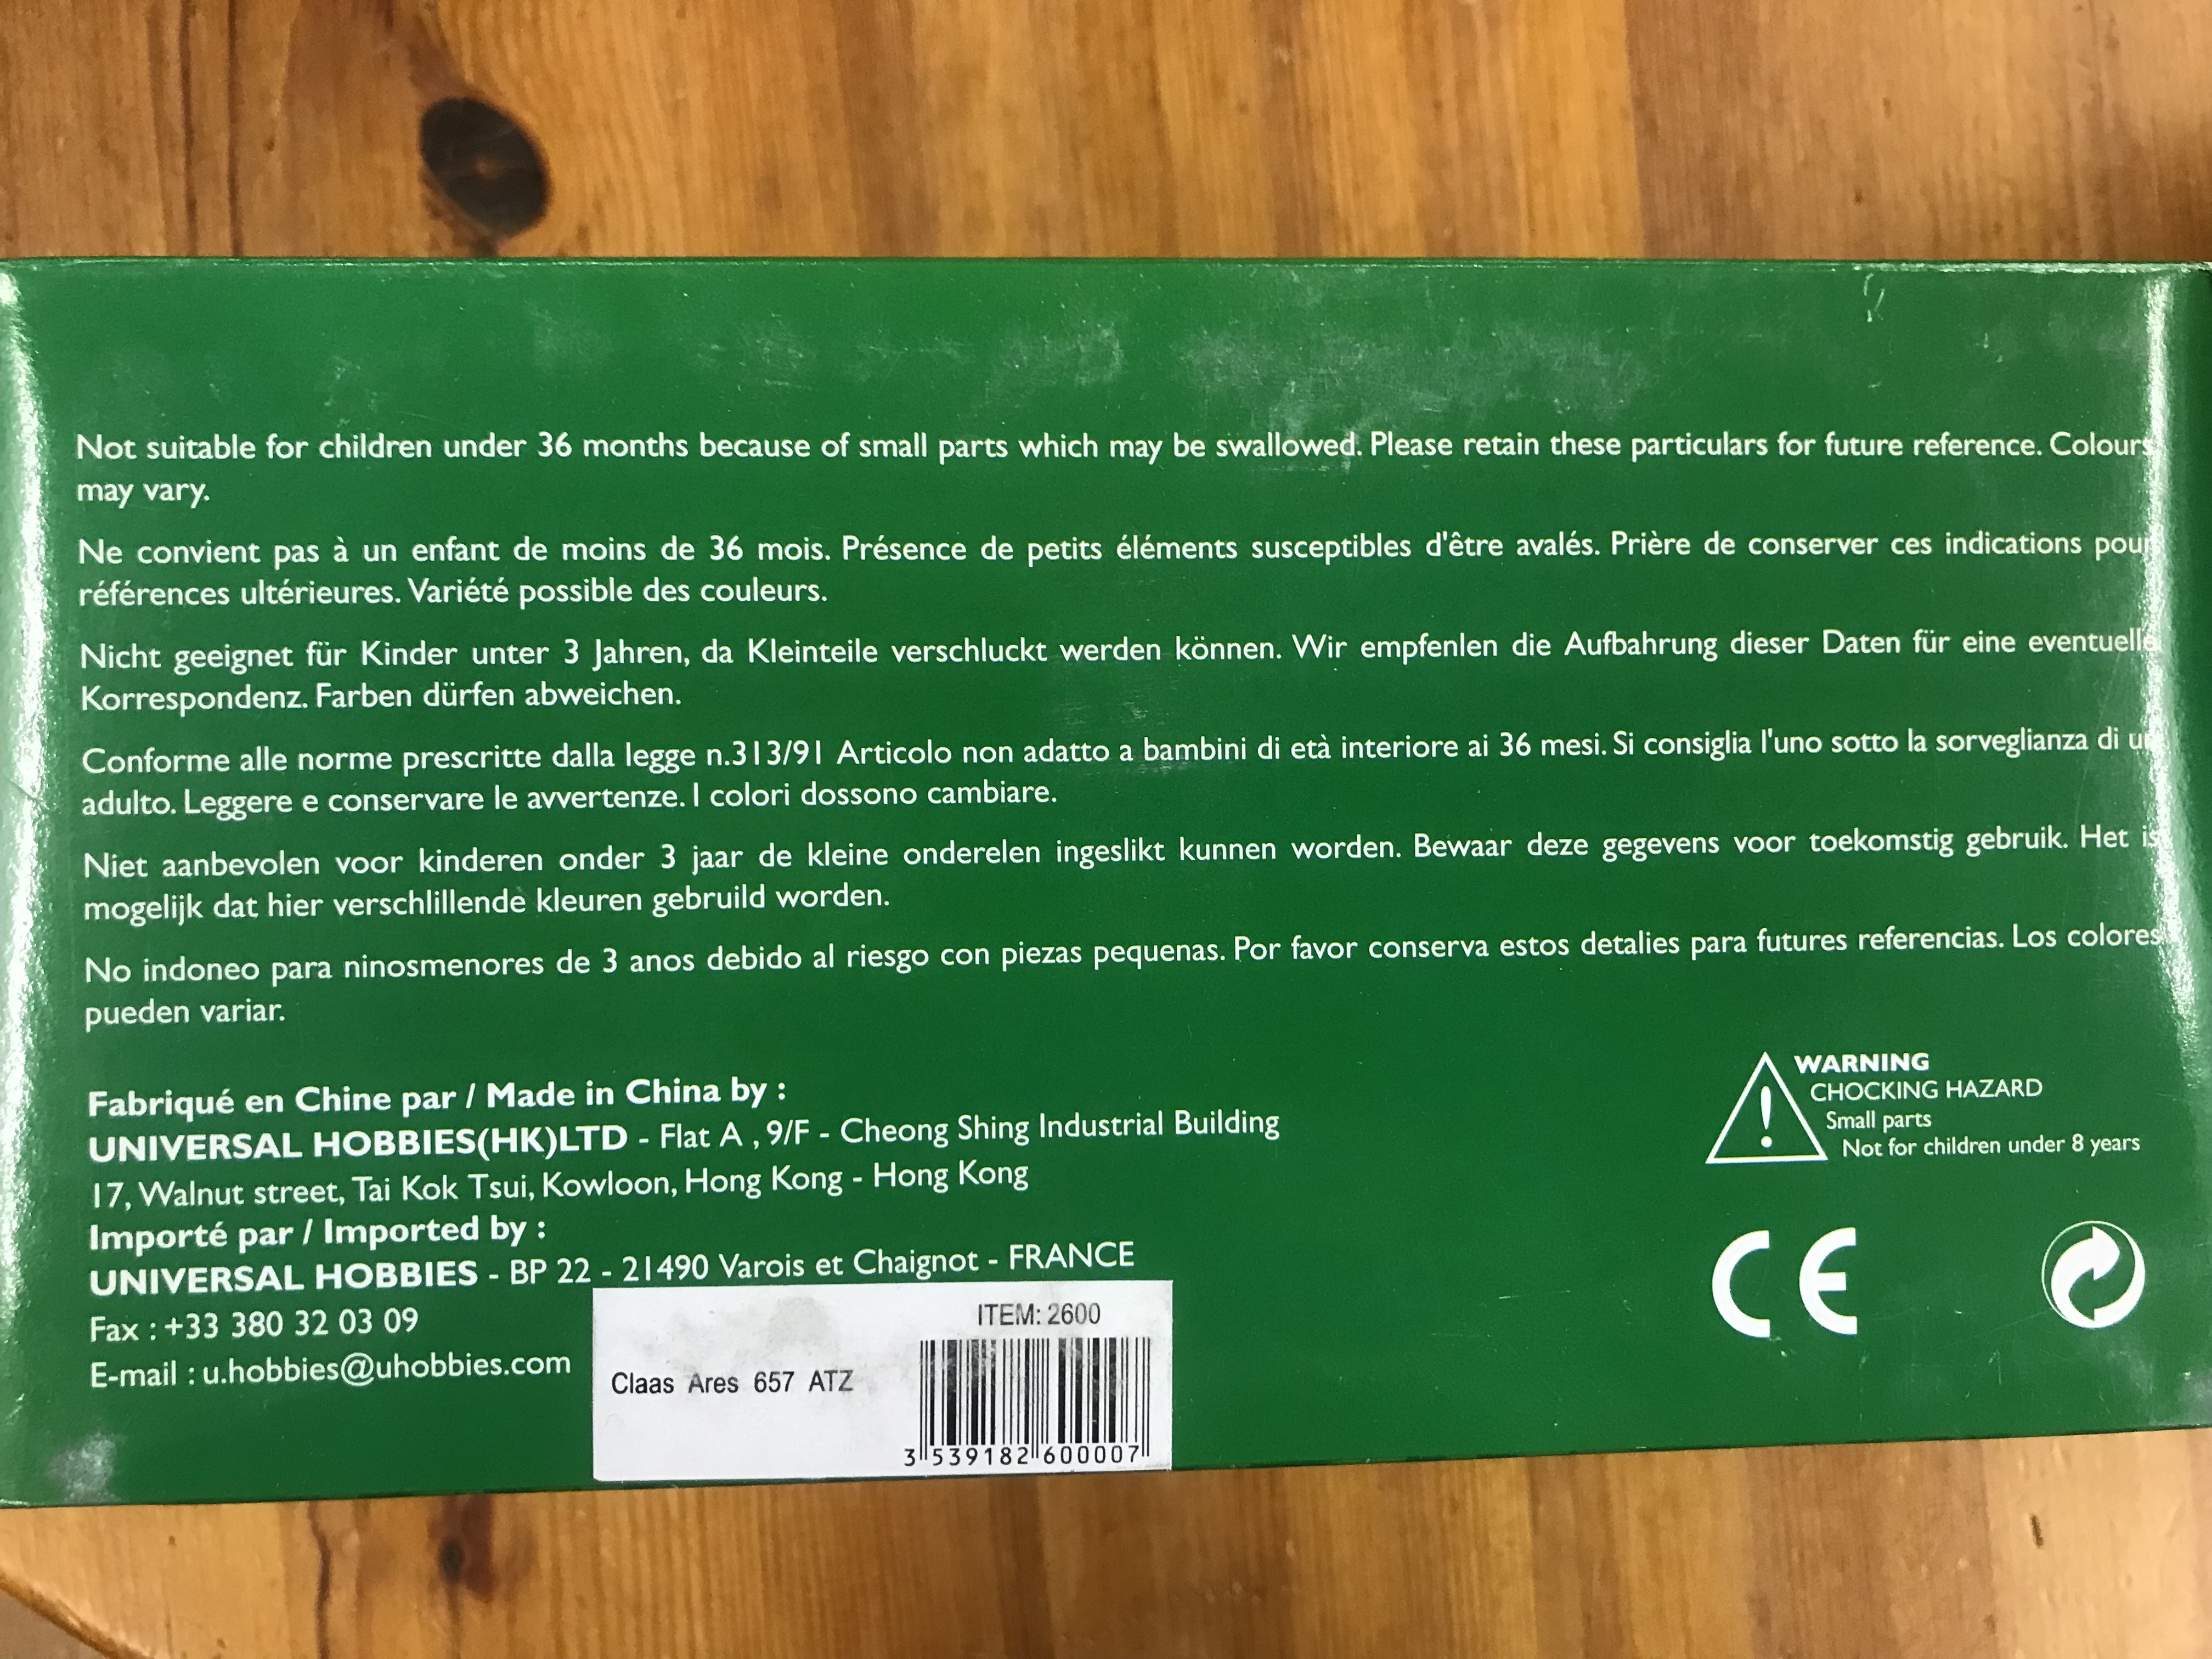 Not suitable for children under 36 months because of small parts which may be swallowed. Please retain these particulars for future reference. Colours
may vary.
Ne convient pas à un enfant de moins de 36 mois. Présence de petits éléments susceptibles d'être avalés. Prière de conserver ces indications pour
références ultérieures. Variété possible des couleurs.
Nicht geeignet für Kinder unter 3 Jahren, da Kleinteile verschluckt werden können. Wir empfenlen die Aufbahrung dieser Daten für eine eventuelle
Korrespondenz. Farben dürfen abweichen.
Conforme alle norme prescritte dalla legge n.313/91 Articolo non adatto a bambini di età interiore ai 36 mesi. Si consiglia l'uno sotto la sorveglianza di un
adulto. Leggere e conservare le avvertenze. I colori dossono cambiare.
Niet aanbevolen voor kinderen onder 3 jaar de kleine onderelen ingeslikt kunnen worden. Bewaar deze gegevens voor toekomstig gebruik. Het is
mogelijk dat hier verschlillende kleuren gebruild worden.
No indoneo para ninosmenores de 3 anos debido al riesgo con piezas pequenas. Por favor conserva estos detalies para futures referencias. Los colores
pueden variar.
Fabriqué en Chine par / Made in China by :
UNIVERSAL HOBBIES(HK)LTD - Flat A , 9/F - Cheong Shing Industrial Building
17, Walnut street, Tai Kok Tsui, Kowloon, Hong Kong - Hong Kong
Importé par / Imported by :
UNIVERSAL HOBBIES - BP 22 - 21490 Varois et Chaignot - FRANCE
Fax : +33 380 32 03 09
E-mail : u.hobbies@uhobbies.com
WARNING
CHOCKING HAZARD
Small parts
Not for children under 8 years
CE
ITEM: 2600
Claas Ares 657 ATZ
3 539182 600007